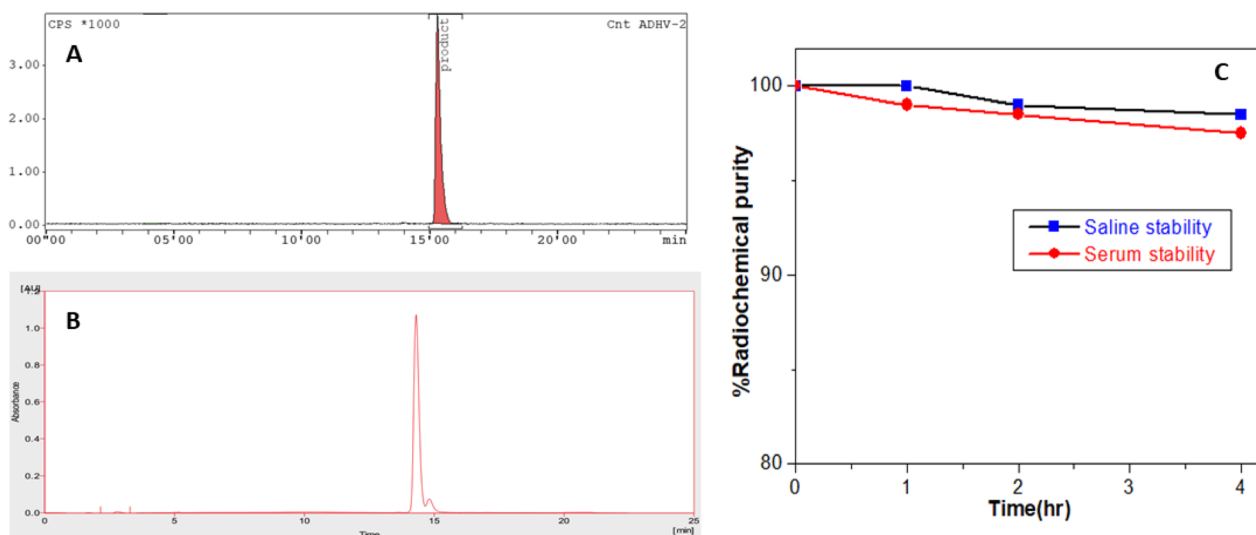 CPS *1000
Cnt ADHV-2
A
product
3.00
2.00
1.00
0.00
00"00
05'00
10'00
15'00
20'00
min
B
[AU]
1.2
1.0
0.8
0.6
0.4
0.2
0.0
Absorbance
0
5
10
15
20
25
Time
[min]
C
100
90
80
%Radiochemical purity
Saline stability
Serum stability
0
1
2
3
4
Time(hr)